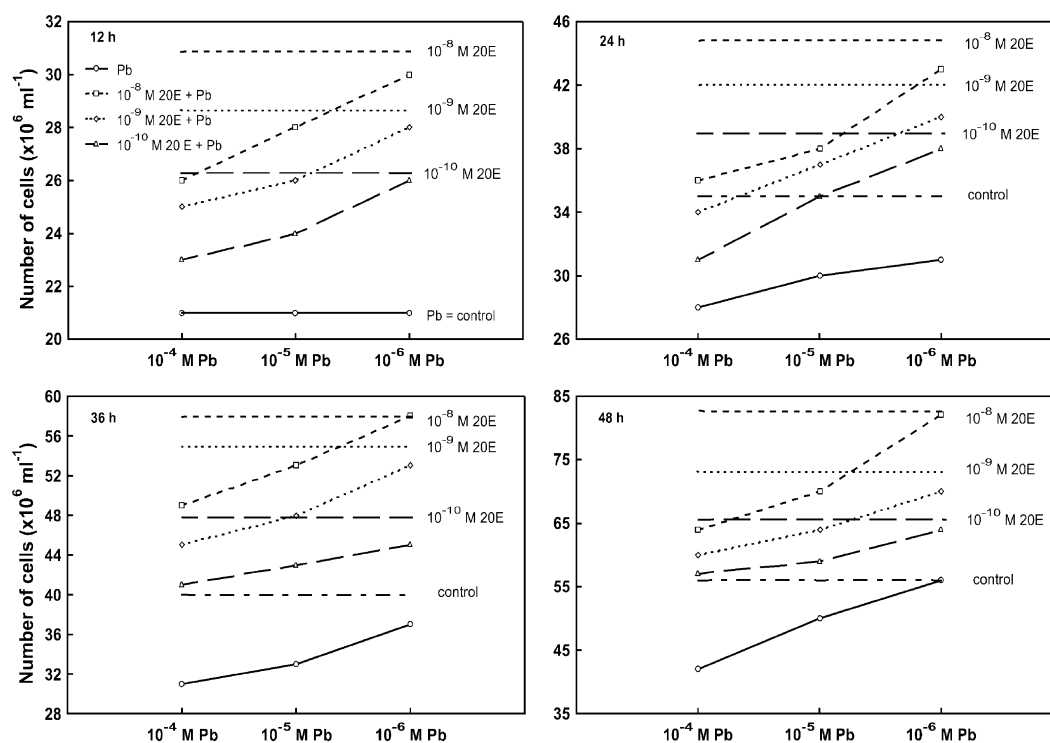 12 h
Number of cells (x10⁶ ml⁻¹)
32
30
28
26
24
22
20
Pb
10⁻⁸ M 20E + Pb
10⁻⁹ M 20E + Pb
10⁻¹⁰ M 20 E + Pb
10⁻⁸ M 20E
10⁻⁹ M 20E
10⁻¹⁰ M 20E
Pb = control
10⁻⁴ M Pb 10⁻⁵ M Pb 10⁻⁶ M Pb
24 h
46
42
38
34
30
26
10⁻⁸ M 20E
10⁻⁹ M 20E
10⁻¹⁰ M 20E
control
10⁻⁴ M Pb 10⁻⁵ M Pb 10⁻⁶ M Pb
36 h
Number of cells (x10⁶ ml⁻¹)
60
56
52
48
44
40
36
32
28
10⁻⁸ M 20E
10⁻⁹ M 20E
10⁻¹⁰ M 20E
control
10⁻⁴ M Pb 10⁻⁵ M Pb 10⁻⁶ M Pb
48 h
85
75
65
55
45
35
10⁻⁸ M 20E
10⁻⁹ M 20E
10⁻¹⁰ M 20E
control
10⁻⁴ M Pb 10⁻⁵ M Pb 10⁻⁶ M Pb